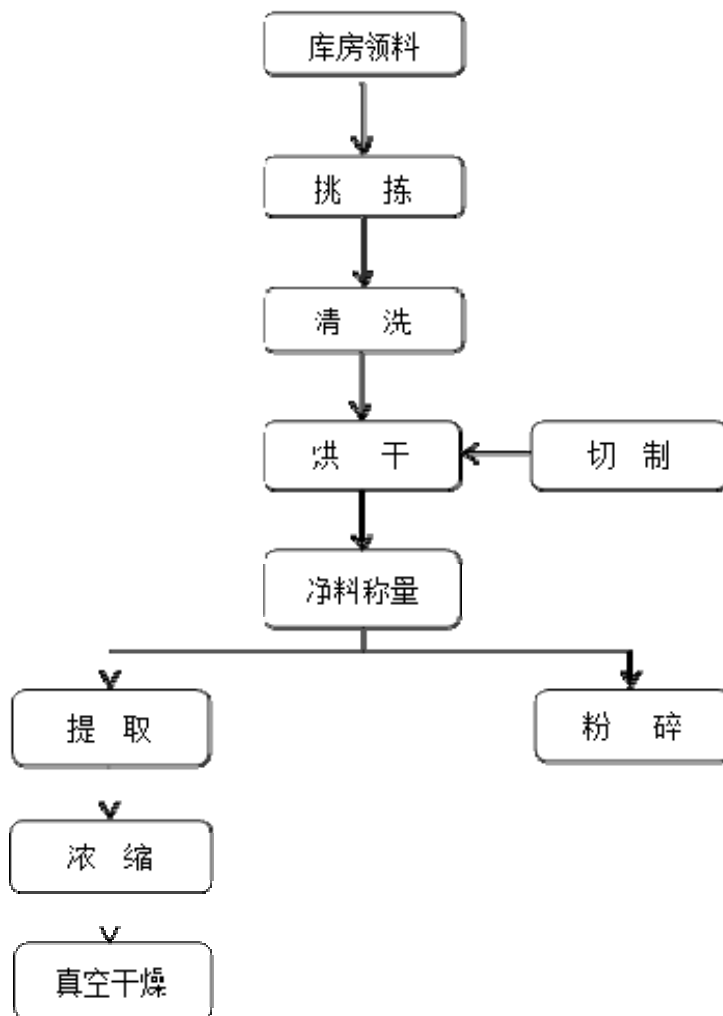 库房领料
挑 拣
清 洗
烘 干
切 制
净料称量
提 取
粉 碎
浓 缩
真空干燥